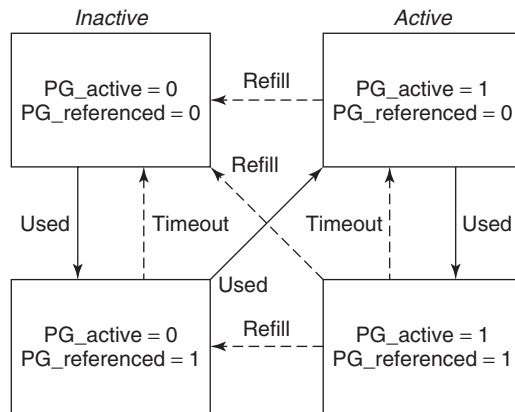 Inactive
Active
PG_active = 0
PG_referenced = 0
Refill
PG_active = 1
PG_referenced = 0
Refill
Used
Timeout
Timeout
Used
Used
PG_active = 0
PG_referenced = 1
Refill
PG_active = 1
PG_referenced = 1